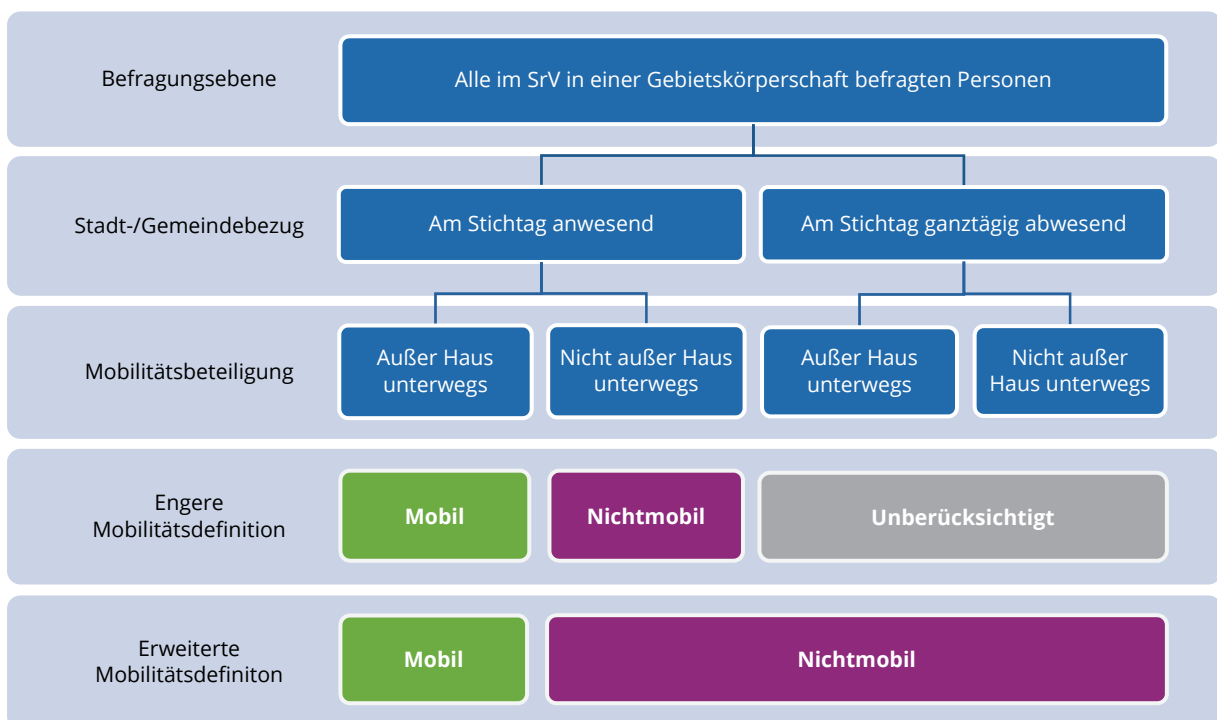 Befragungsebene
Alle im SrV in einer Gebietskörperschaft befragten Personen
Stadt-/Gemeindebezug
Am Stichtag anwesend
Am Stichtag ganztägig abwesend
Mobilitätsbeteiligung
Außer Haus
unterwegs
Nicht außer Haus
unterwegs
Außer Haus
unterwegs
Nicht außer
Haus unterwegs
Engere
Mobilitätsdefinition
Mobil
Nichtmobil
Unberücksichtigt
Erweiterte
Mobilitätsdefiniton
Mobil
Nichtmobil